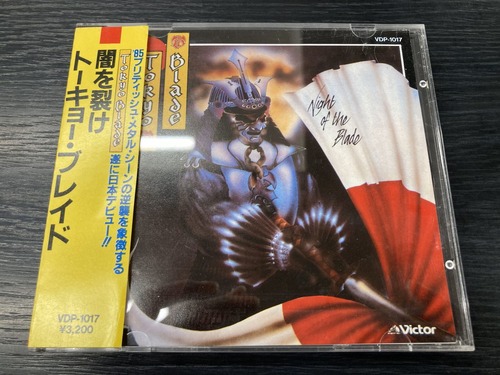 '85ブリティッシュ・メタル・シーンの逆襲を象徴する
遂に日本デビュー!!
Tokyo Blade
闇を裂け
トーキョー・ブレイド
VDP-1017
¥3,200
VDP-1017
Blade
Tokyo
Night
of the
Blade
Victor